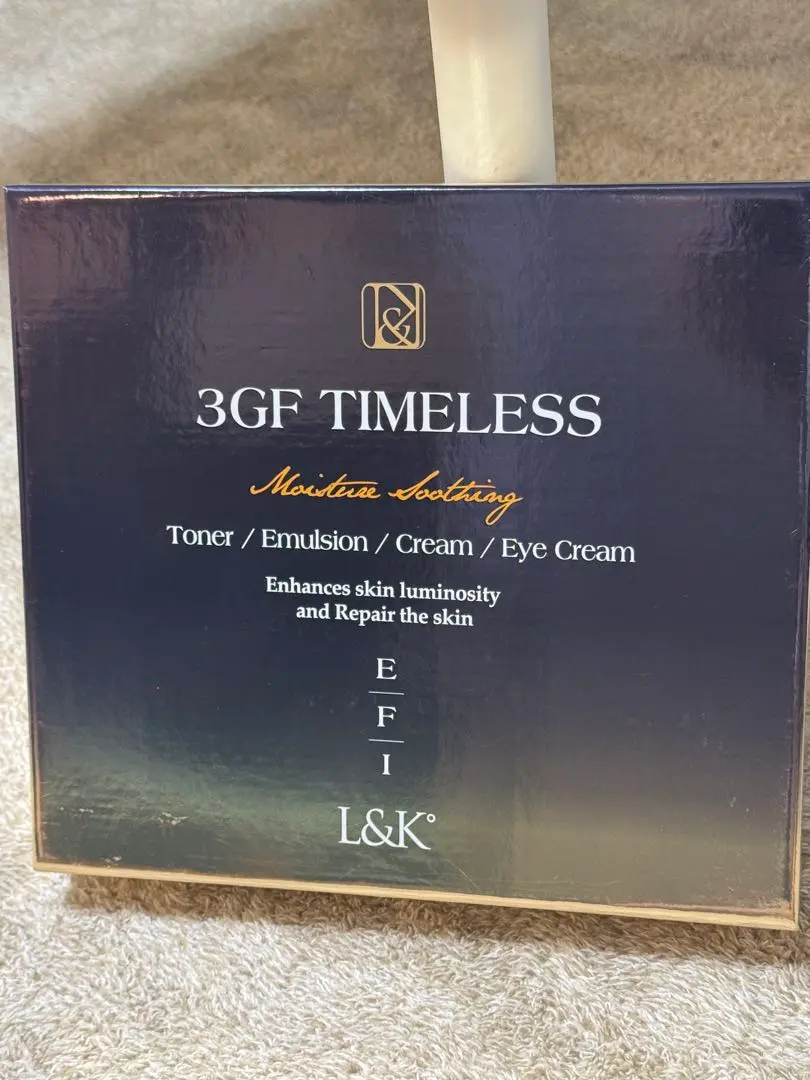 L&K
3GF TIMELESS
Moisture Soothing
Toner / Emulsion / Cream / Eye Cream
Enhances skin luminosity
and Repair the skin
E
F
I
L&K°